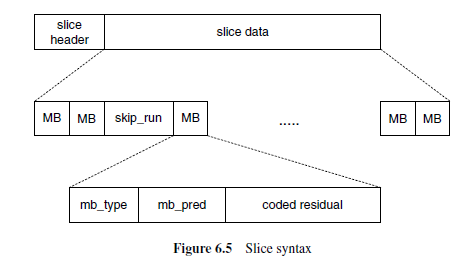 slice header
slice data
MB MB skip_run MB ..... MB MB
mb_type mb_pred coded residual
Figure 6.5 Slice syntax